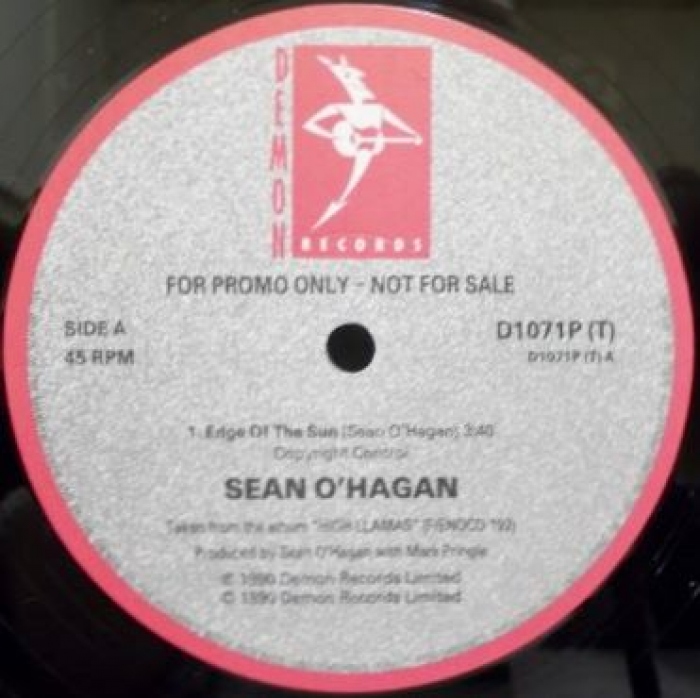 DEMON
RECORDS
FOR PROMO ONLY - NOT FOR SALE
SIDE A
45 RPM
D1071P (T)
D1071P (T) A
1. Edge Of The Sun (Sean O'Hagan) 3:40
Copyright Control
SEAN O'HAGAN
Taken from the album "HIGH LLAMAS" (FIENDCD 192)
Produced by Sean O'Hagan with Mark Pringle
℗ 1990 Demon Records Limited
© 1990 Demon Records Limited